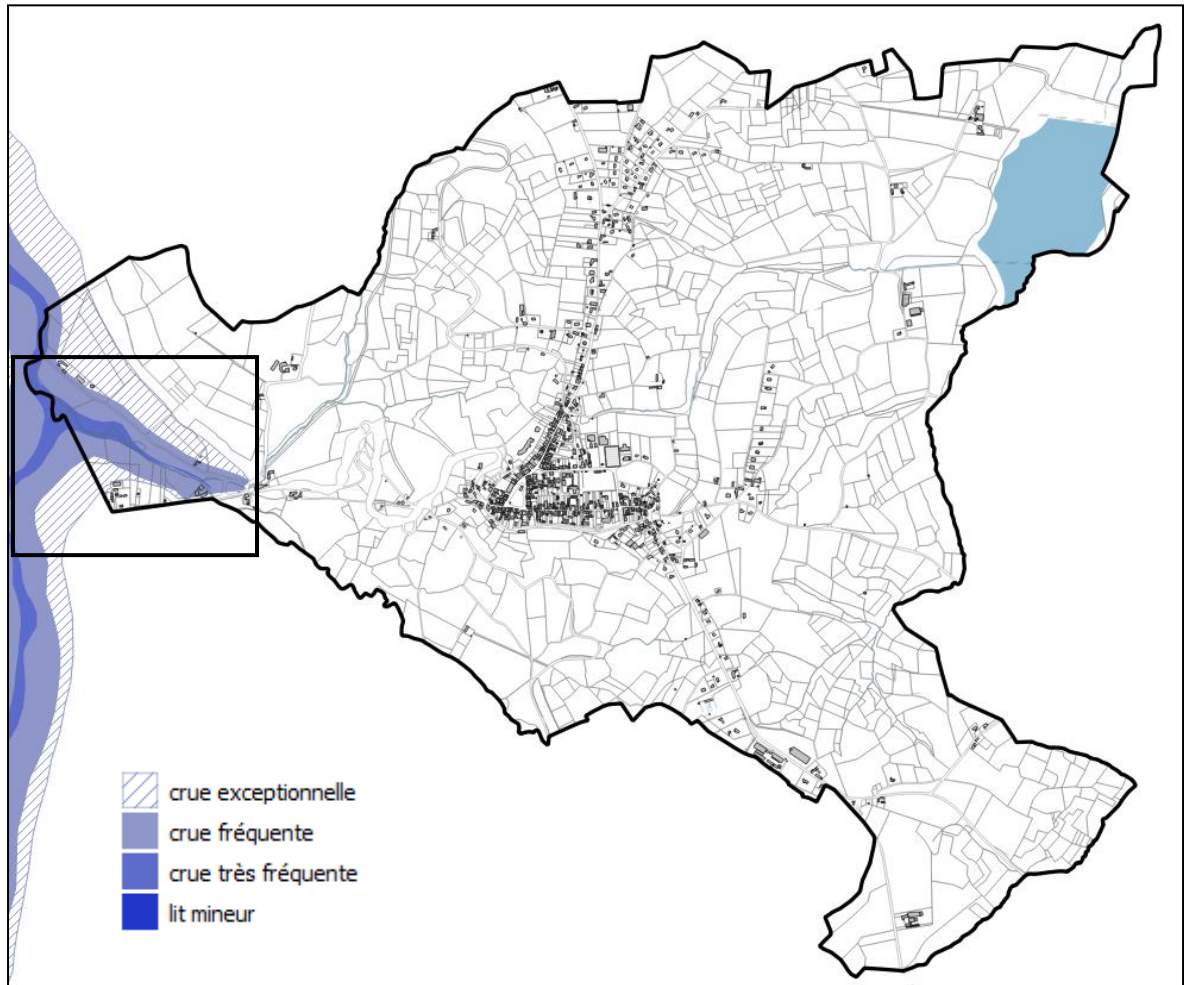 crue exceptionnelle
crue fréquente
crue très fréquente
lit mineur